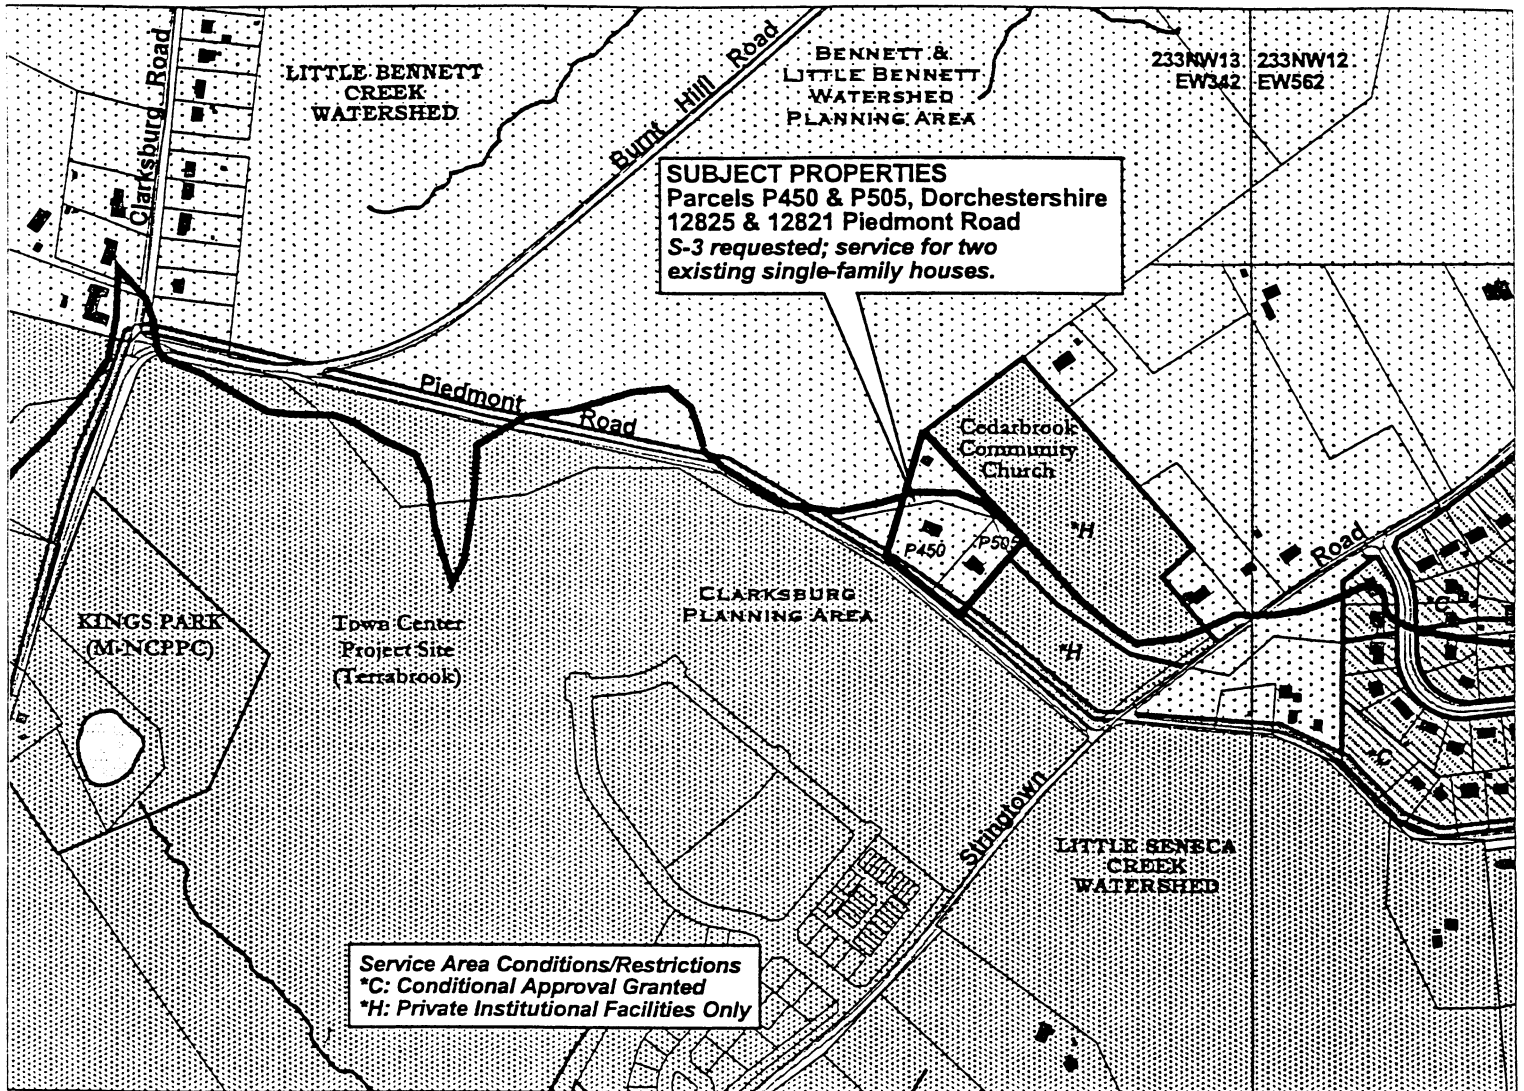 Clarksburg Road
LITTLE BENNETT
CREEK
WATERSHED
Burnt Hill Road
BENNETT &
LITTLE BENNETT
WATERSHED
PLANNING AREA
233NW13 233NW12
EW342 EW562
SUBJECT PROPERTIES
Parcels P450 & P505, Dorchestershire
12825 & 12821 Piedmont Road
S-3 requested; service for two
existing single-family houses.
Piedmont Road
Cedarbrook
Community
Church
*H
P450
P505
Road
CLARKSBURG
PLANNING AREA
KINGS PARK
(M-NCPPC)
Town Center
Project Site
(Terrabrook)
*H
*C
*C
Stringtown
LITTLE SENECA
CREEK
WATERSHED
Service Area Conditions/Restrictions
*C: Conditional Approval Granted
*H: Private Institutional Facilities Only